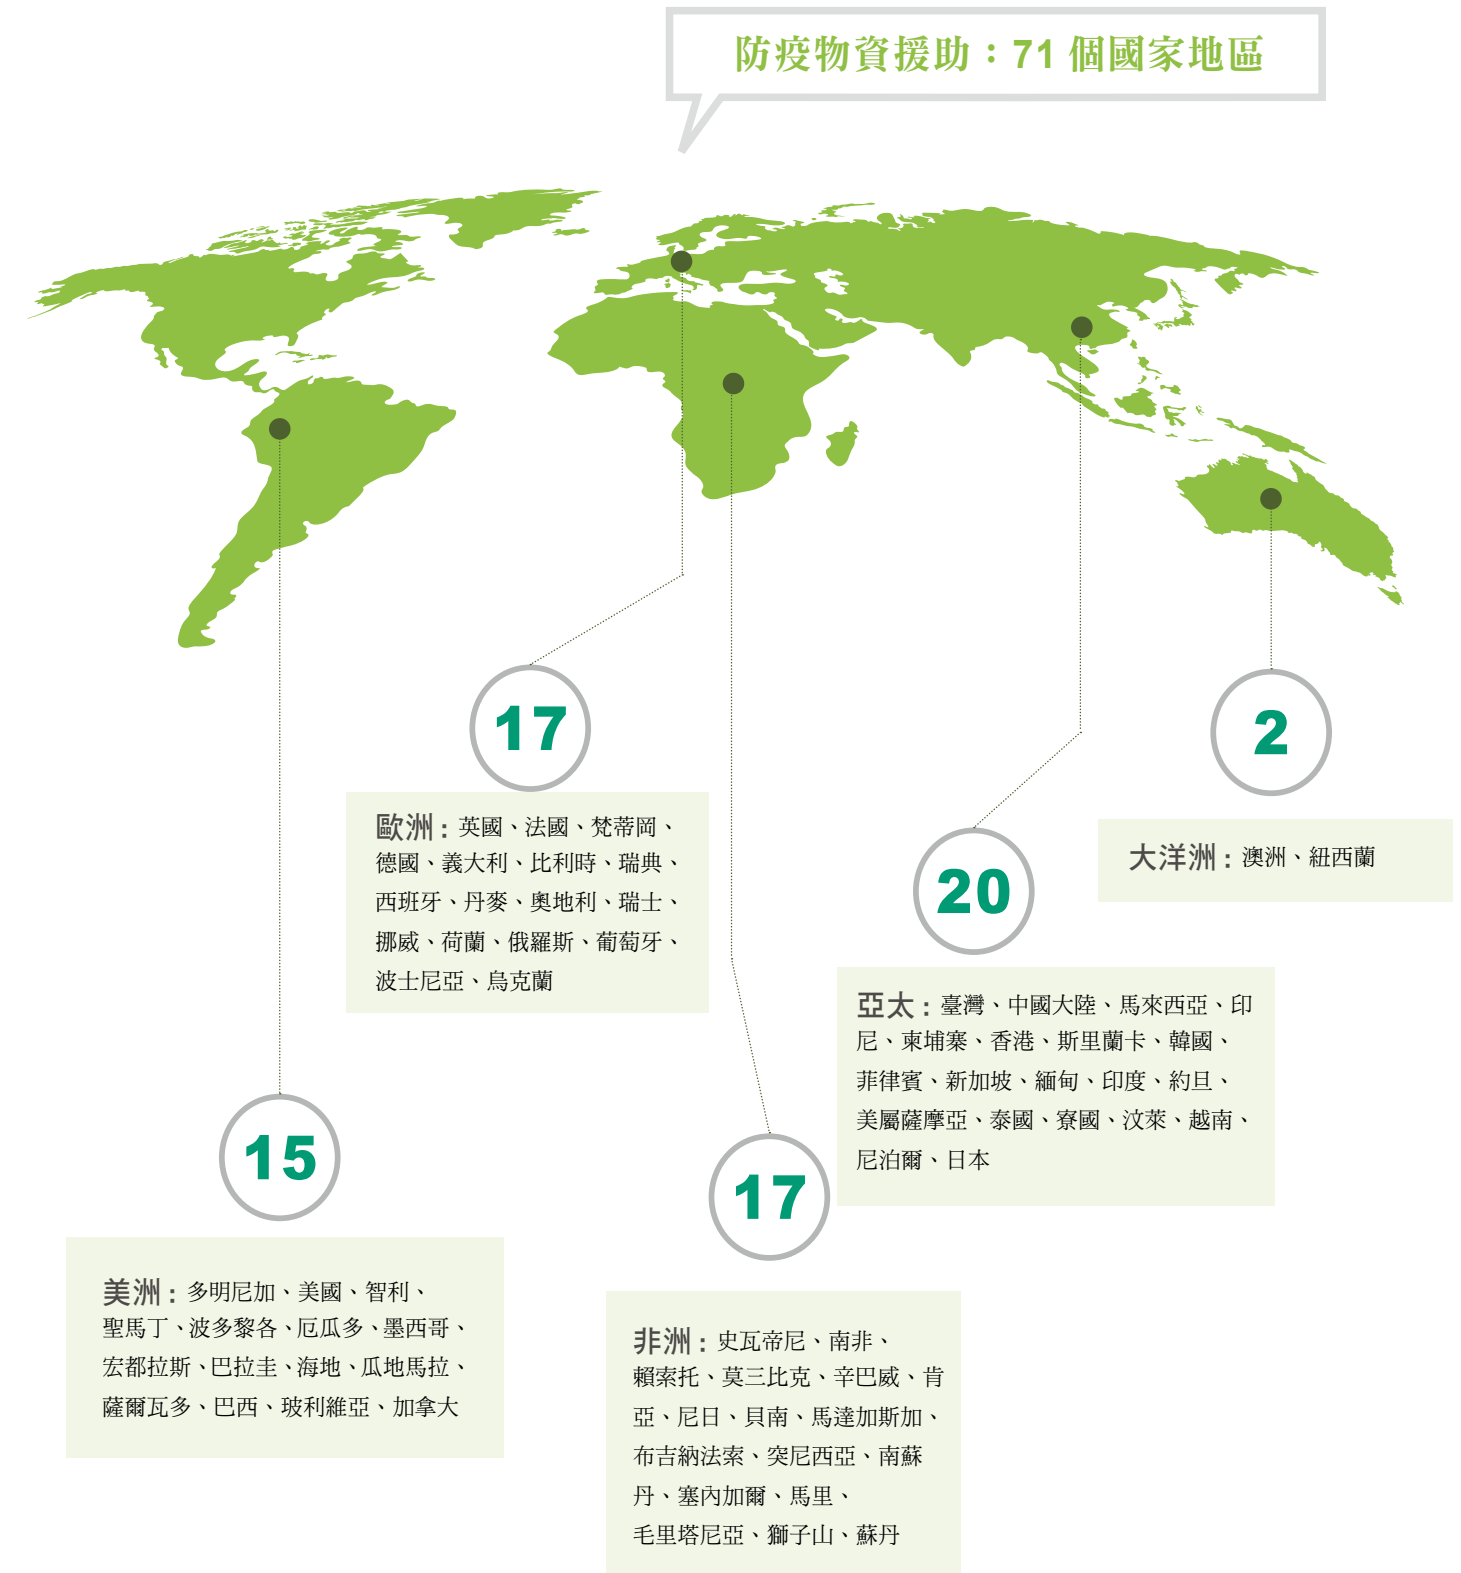 防疫物資援助：71 個國家地區
17
歐洲：英國、法國、梵蒂岡、
德國、義大利、比利時、瑞典、
西班牙、丹麥、奧地利、瑞士、
挪威、荷蘭、俄羅斯、葡萄牙、
波士尼亞、烏克蘭
2
大洋洲：澳洲、紐西蘭
20
亞太：臺灣、中國大陸、馬來西亞、印
尼、柬埔寨、香港、斯里蘭卡、韓國、
菲律賓、新加坡、緬甸、印度、約旦、
美屬薩摩亞、泰國、寮國、汶萊、越南、
尼泊爾、日本
15
美洲：多明尼加、美國、智利、
聖馬丁、波多黎各、厄瓜多、墨西哥、
宏都拉斯、巴拉圭、海地、瓜地馬拉、
薩爾瓦多、巴西、玻利維亞、加拿大
17
非洲：史瓦帝尼、南非、
賴索托、莫三比克、辛巴威、肯
亞、尼日、貝南、馬達加斯加、
布吉納法索、突尼西亞、南蘇
丹、塞內加爾、馬里、
毛里塔尼亞、獅子山、蘇丹